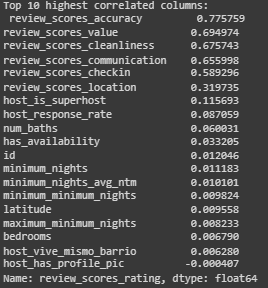 Top 10 highest correlated columns:
review_scores_accuracy 0.775759
review_scores_value 0.694974
review_scores_cleanliness 0.675743
review_scores_communication 0.655998
review_scores_checkin 0.589296
review_scores_location 0.319735
host_is_superhost 0.115693
host_response_rate 0.087059
num_baths 0.060031
has_availability 0.033205
id 0.012046
minimum_nights 0.011183
minimum_nights_avg_ntm 0.010101
minimum_minimum_nights 0.009824
latitude 0.009558
maximum_minimum_nights 0.008233
bedrooms 0.006790
host_vive_mismo_barrio 0.006280
host_has_profile_pic -0.000407
Name: review_scores_rating, dtype: float64